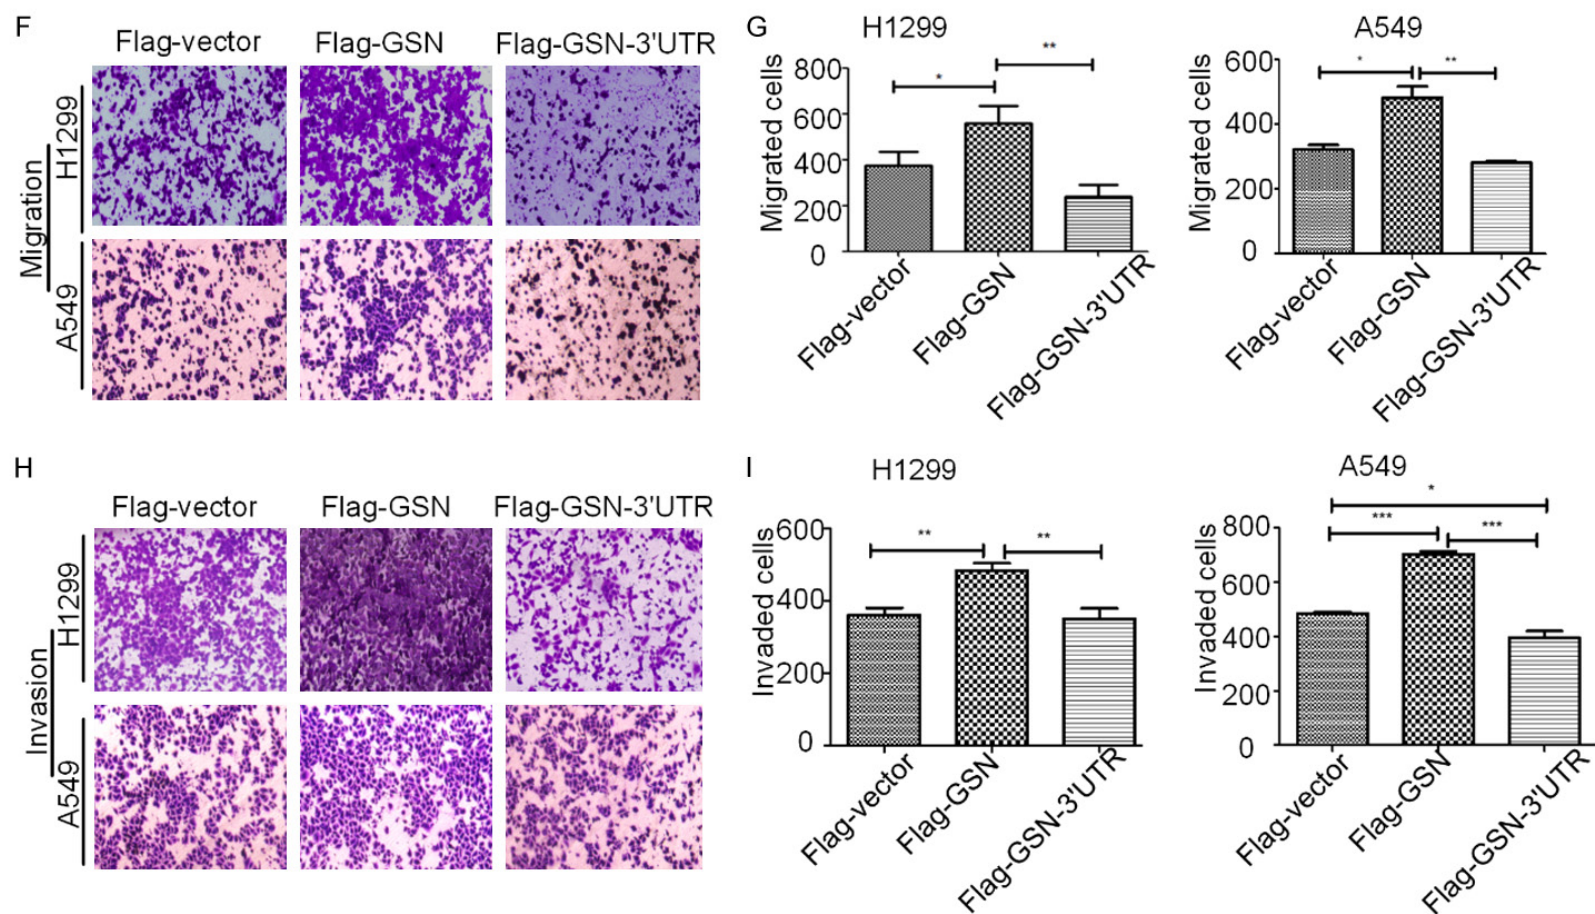 F
Flag-vector Flag-GSN Flag-GSN-3'UTR
Migration
H1299
A549
G
H1299
Migrated cells
800
600
400
200
0
*
**
Flag-vector
Flag-GSN
Flag-GSN-3'UTR
A549
Migrated cells
600
400
200
0
*
**
Flag-vector
Flag-GSN
Flag-GSN-3'UTR
H
Flag-vector Flag-GSN Flag-GSN-3'UTR
Invasion
H1299
A549
I
H1299
Invaded cells
600
400
200
0
**
**
Flag-vector
Flag-GSN
Flag-GSN-3'UTR
A549
Invaded cells
800
600
400
200
0
*
***
***
Flag-vector
Flag-GSN
Flag-GSN-3'UTR